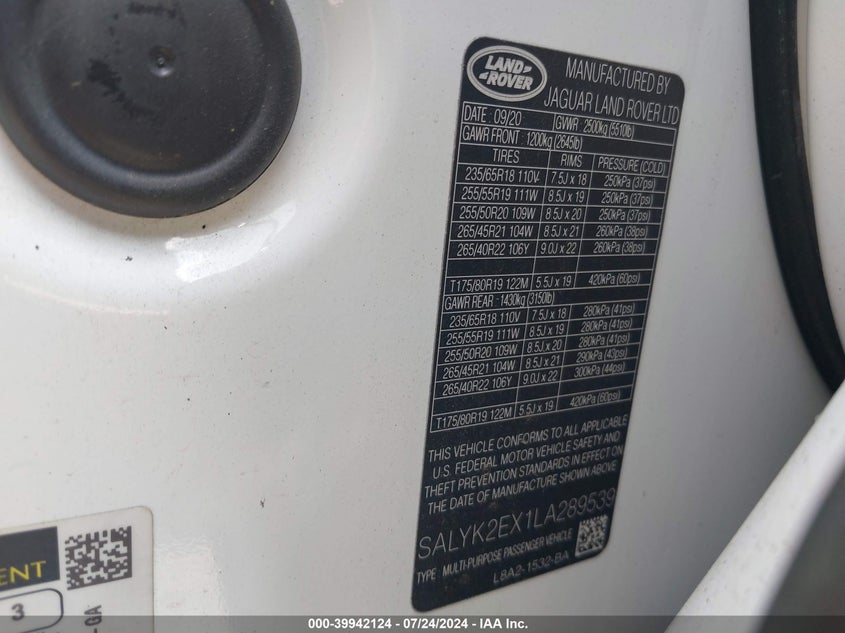 LAND ROVER
MANUFACTURED BY
JAGUAR LAND ROVER LTD
DATE : 09/20 GVWR : 2500kg (5510lb)
GAWR FRONT : 1200kg (2645lb)
TIRES RIMS PRESSURE (COLD)
235/65R18 110V 7.5J x 18 250kPa (37psi)
255/55R19 111W 8.5J x 19 250kPa (37psi)
255/50R20 109W 8.5J x 20 250kPa (37psi)
265/45R21 104W 8.5J x 21 260kPa (38psi)
265/40R22 106Y 9.0J x 22 260kPa (38psi)
T175/80R19 122M 5.5J x 19 420kPa (60psi)
GAWR REAR : 1430kg (3150lb)
235/65R18 110V 7.5J x 18 280kPa (41psi)
255/55R19 111W 8.5J x 19 280kPa (41psi)
255/50R20 109W 8.5J x 20 280kPa (41psi)
265/45R21 104W 8.5J x 21 290kPa (43psi)
265/40R22 106Y 9.0J x 22 300kPa (44psi)
T175/80R19 122M 5.5J x 19 420kPa (60psi)
THIS VEHICLE CONFORMS TO ALL APPLICABLE
U.S. FEDERAL MOTOR VEHICLE SAFETY AND
THEFT PREVENTION STANDARDS IN EFFECT ON
THE DATE OF MANUFACTURE SHOWN ABOVE
SALYK2EX1LA289539
TYPE : MULTI-PURPOSE PASSENGER VEHICLE
L8A2-1532-BA
ENT
3
-GA
000-39942124 | 07/24/2024 | IAA Inc.